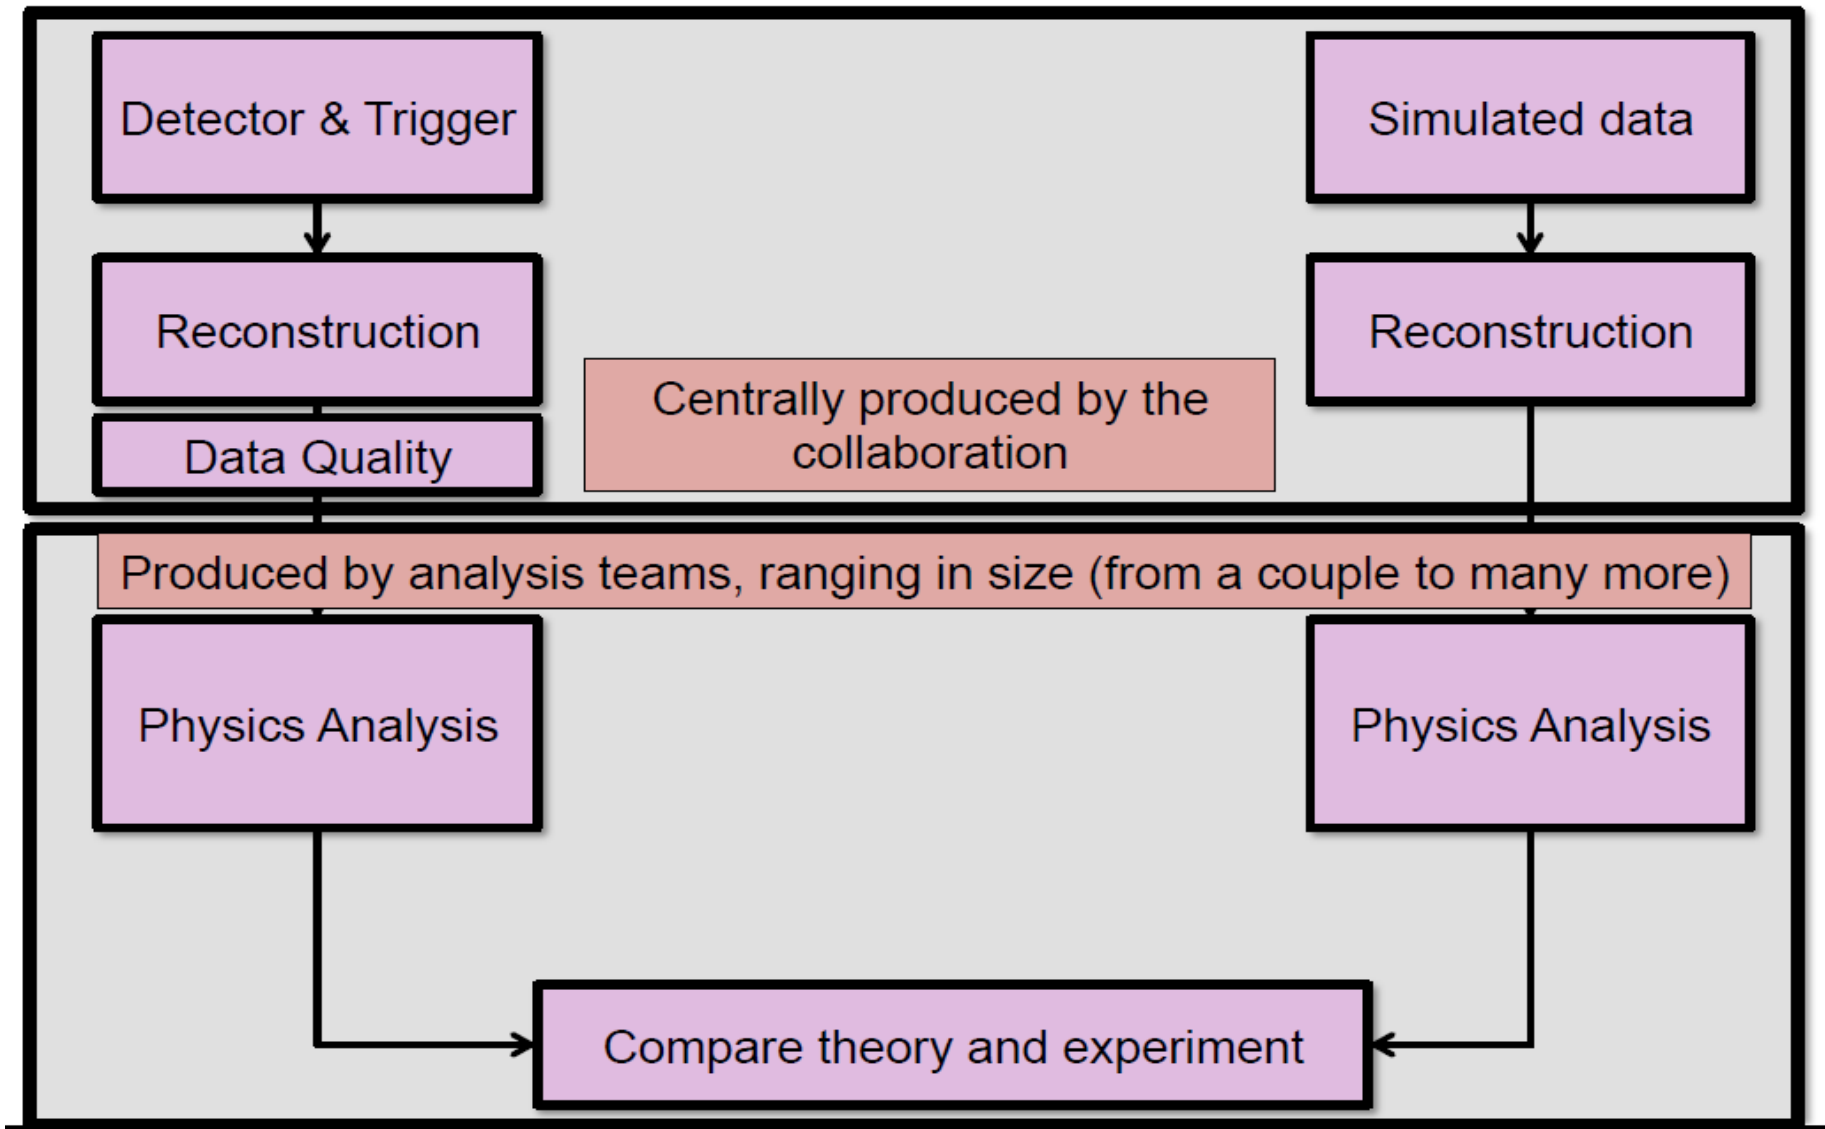 Detector & Trigger
Simulated data
Reconstruction
Reconstruction
Centrally produced by the
collaboration
Data Quality
Produced by analysis teams, ranging in size (from a couple to many more)
Physics Analysis
Physics Analysis
Compare theory and experiment